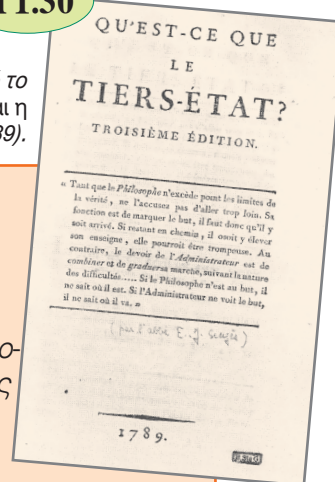 11.30
το
αι η
89).
ο-
ς
QU'EST-CE QUE
LE
TIERS-ÉTAT?
TROISIÈME ÉDITION.
« Tant que le Philosophe n'excède point les limites de
la vérité, ne l'accusez pas d'aller trop loin. Sa
fonction est de marquer le but, il faut donc qu'il y
soit arrivé. Si restant en chemin, il osoit y élever
son enseigne, elle pourroit être trompeuse. Au
contraire, le devoir de l'Administrateur est de
combiner et de graduer sa marche, suivant la nature
des difficultés..... Si le Philosophe n'est au but, il
ne sait où il est. Si l'Administrateur ne voit le but,
il ne sait où il va. »
(par l'abbé E. J. Sieyès)
1789.